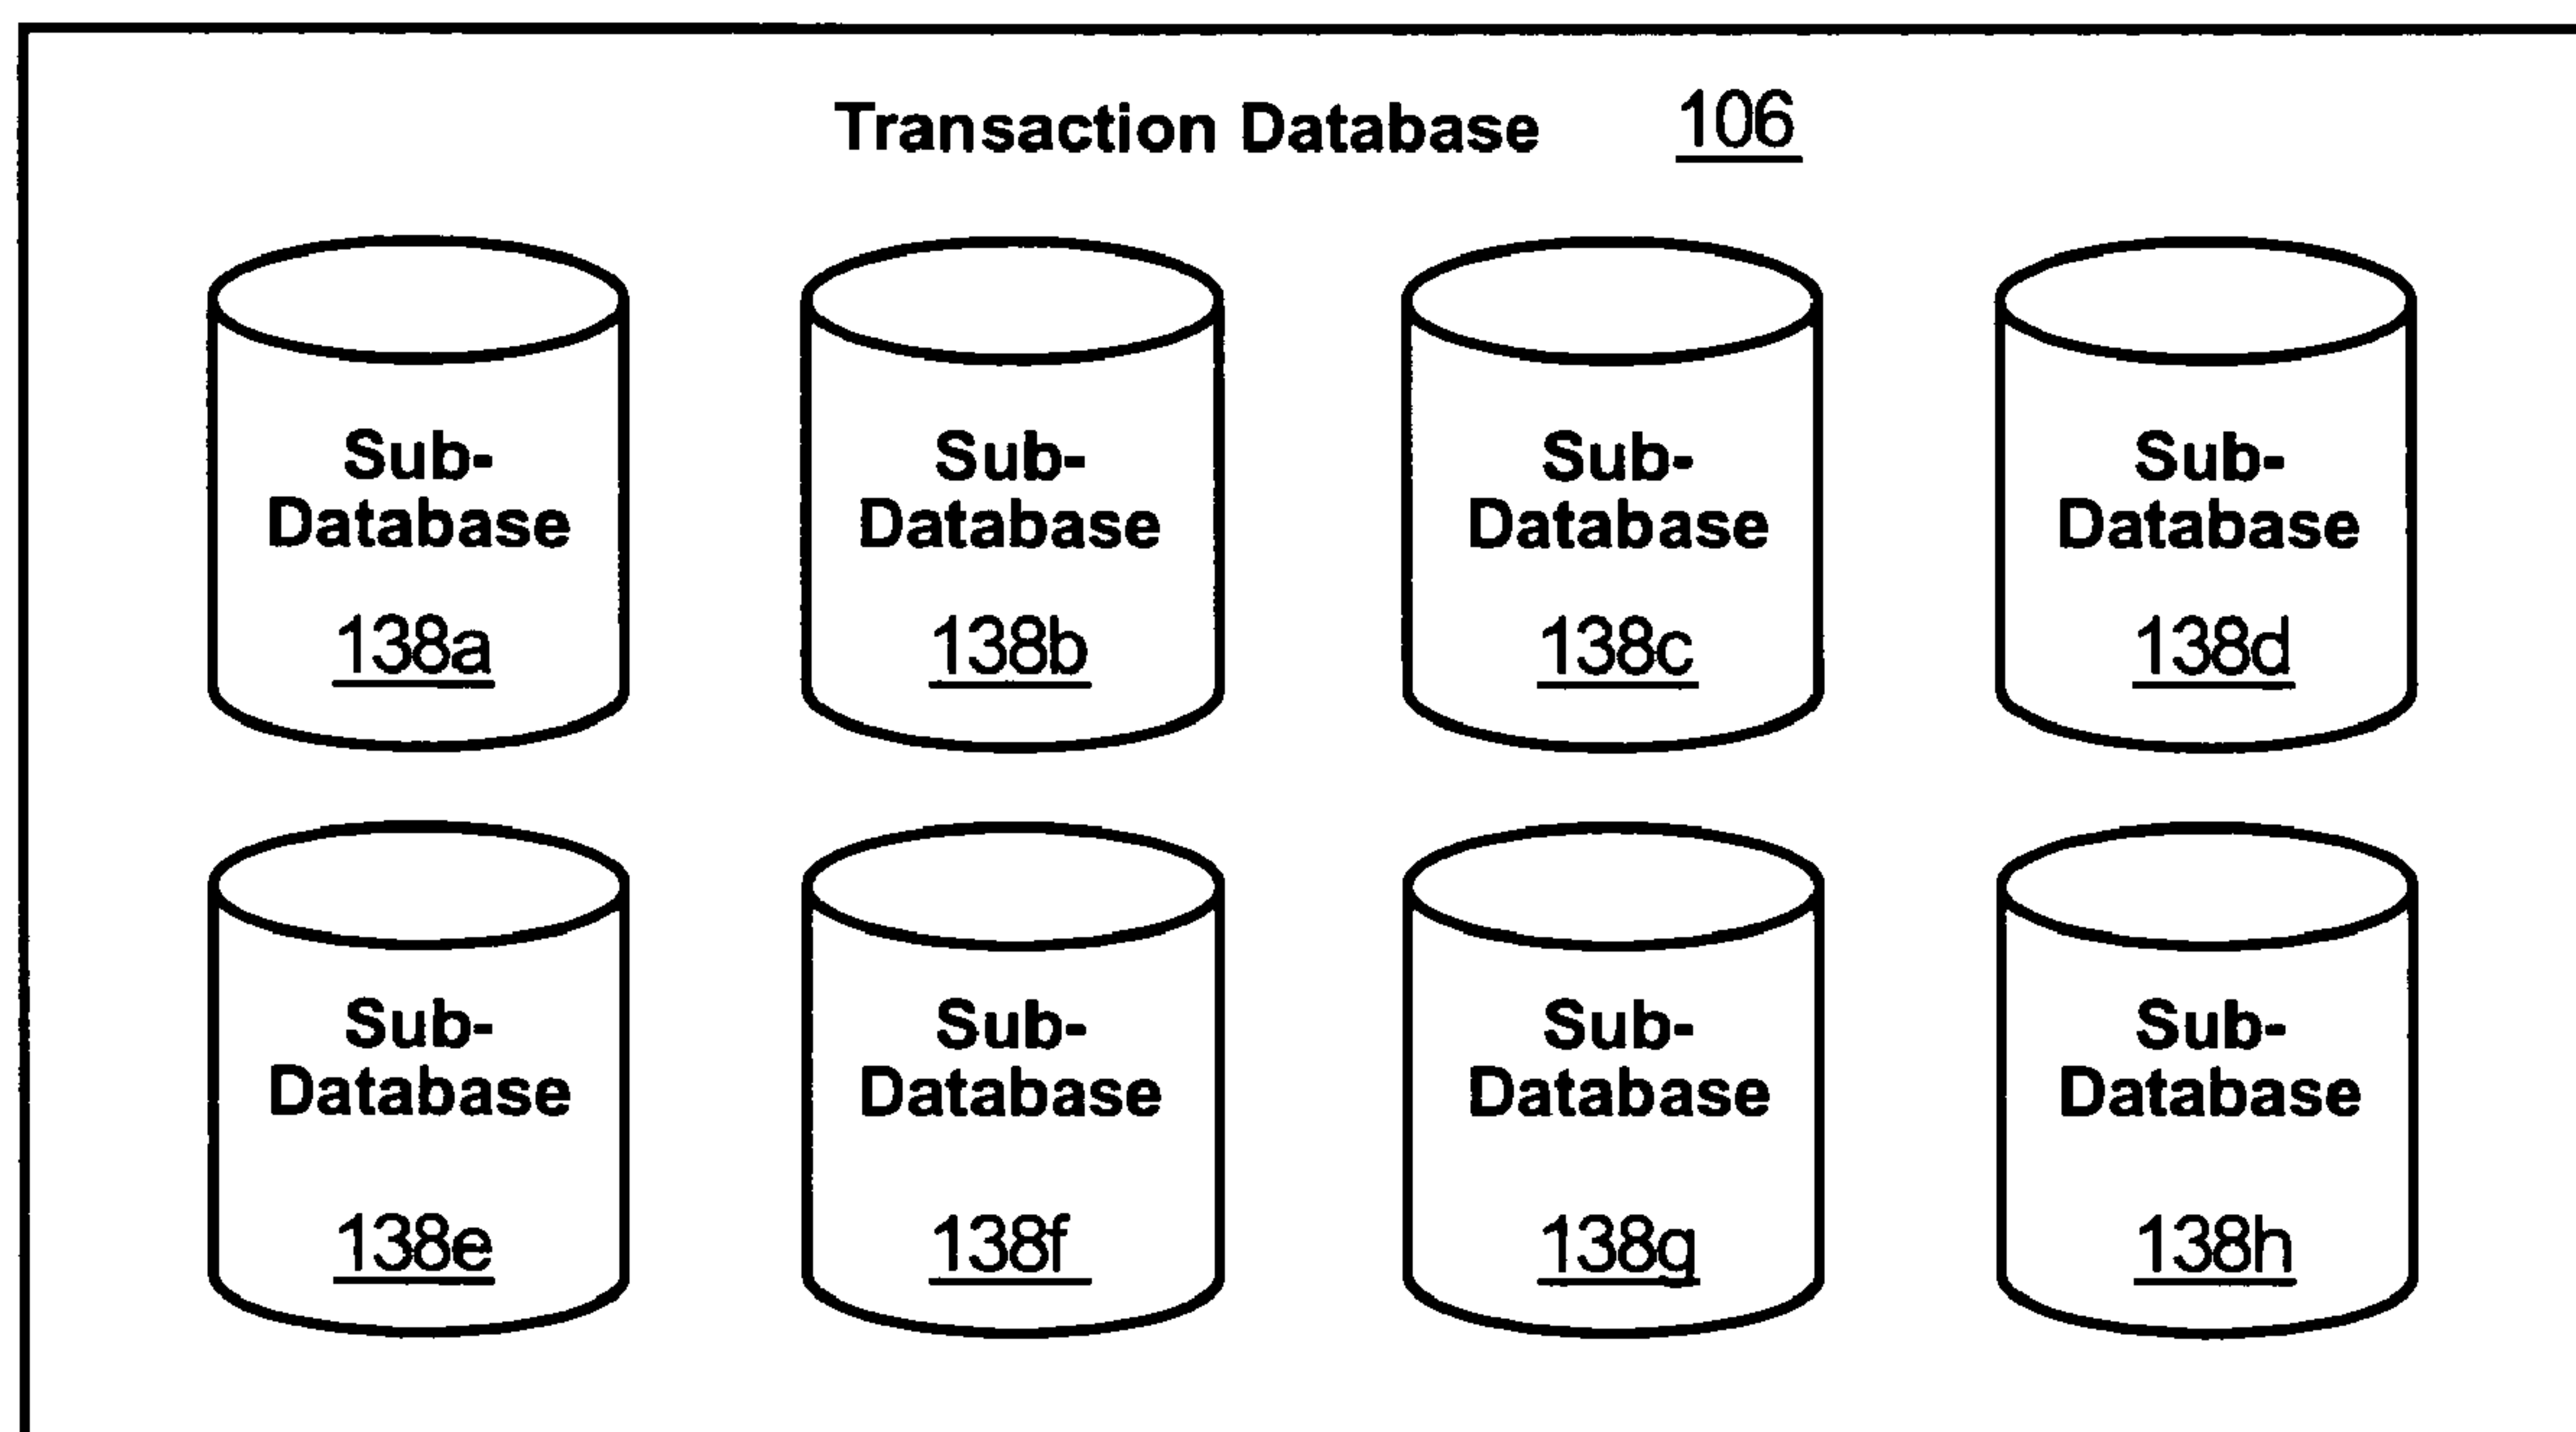 Transaction Database 106
Sub-
Database
138a
Sub-
Database
138b
Sub-
Database
138c
Sub-
Database
138d
Sub-
Database
138e
Sub-
Database
138f
Sub-
Database
138g
Sub-
Database
138h